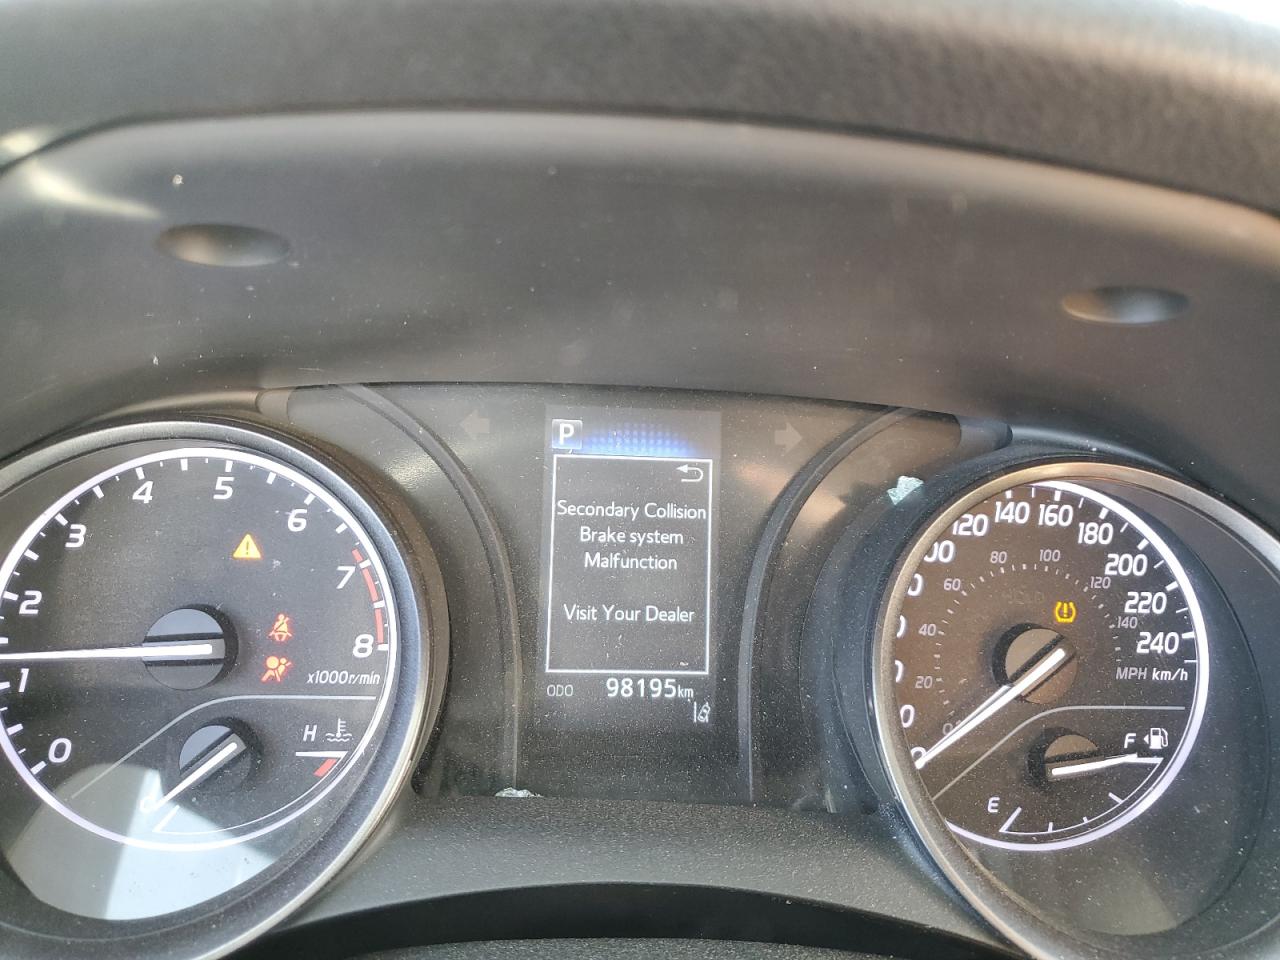 P
Secondary Collision
Brake system
Malfunction
Visit Your Dealer
ODO 98195km
0
1
2
3
4
5
6
7
8
x1000r/min
H
20
40
60
80
100
120
140
120
140
160
180
200
220
240
MPH km/h
F
E